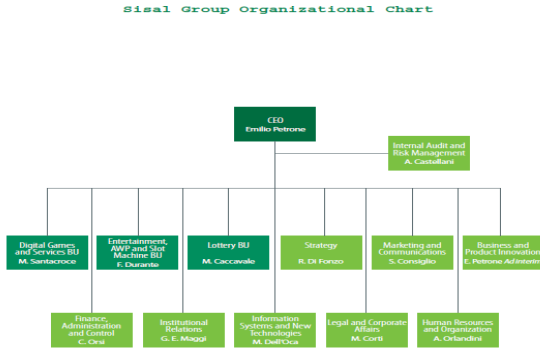 Sisal Group Organizational Chart
CEO
Emilio Petrone
Internal Audit and
Risk Management
A. Castellani
Digital Games
and Services BU
M. Santacroce
Entertainment,
AWP and Slot
Machine BU
F. Durante
Lottery BU
M. Caccavale
Strategy
R. Di Fonzo
Marketing and
Communications
S. Consiglio
Business and
Product Innovation
E. Petrone Ad interim
Finance,
Administration
and Control
C. Orsi
Institutional
Relations
G. E. Maggi
Information
Systems and New
Technologies
M. Dell'Oca
Legal and Corporate
Affairs
M. Corti
Human Resources
and Organization
A. Orlandini